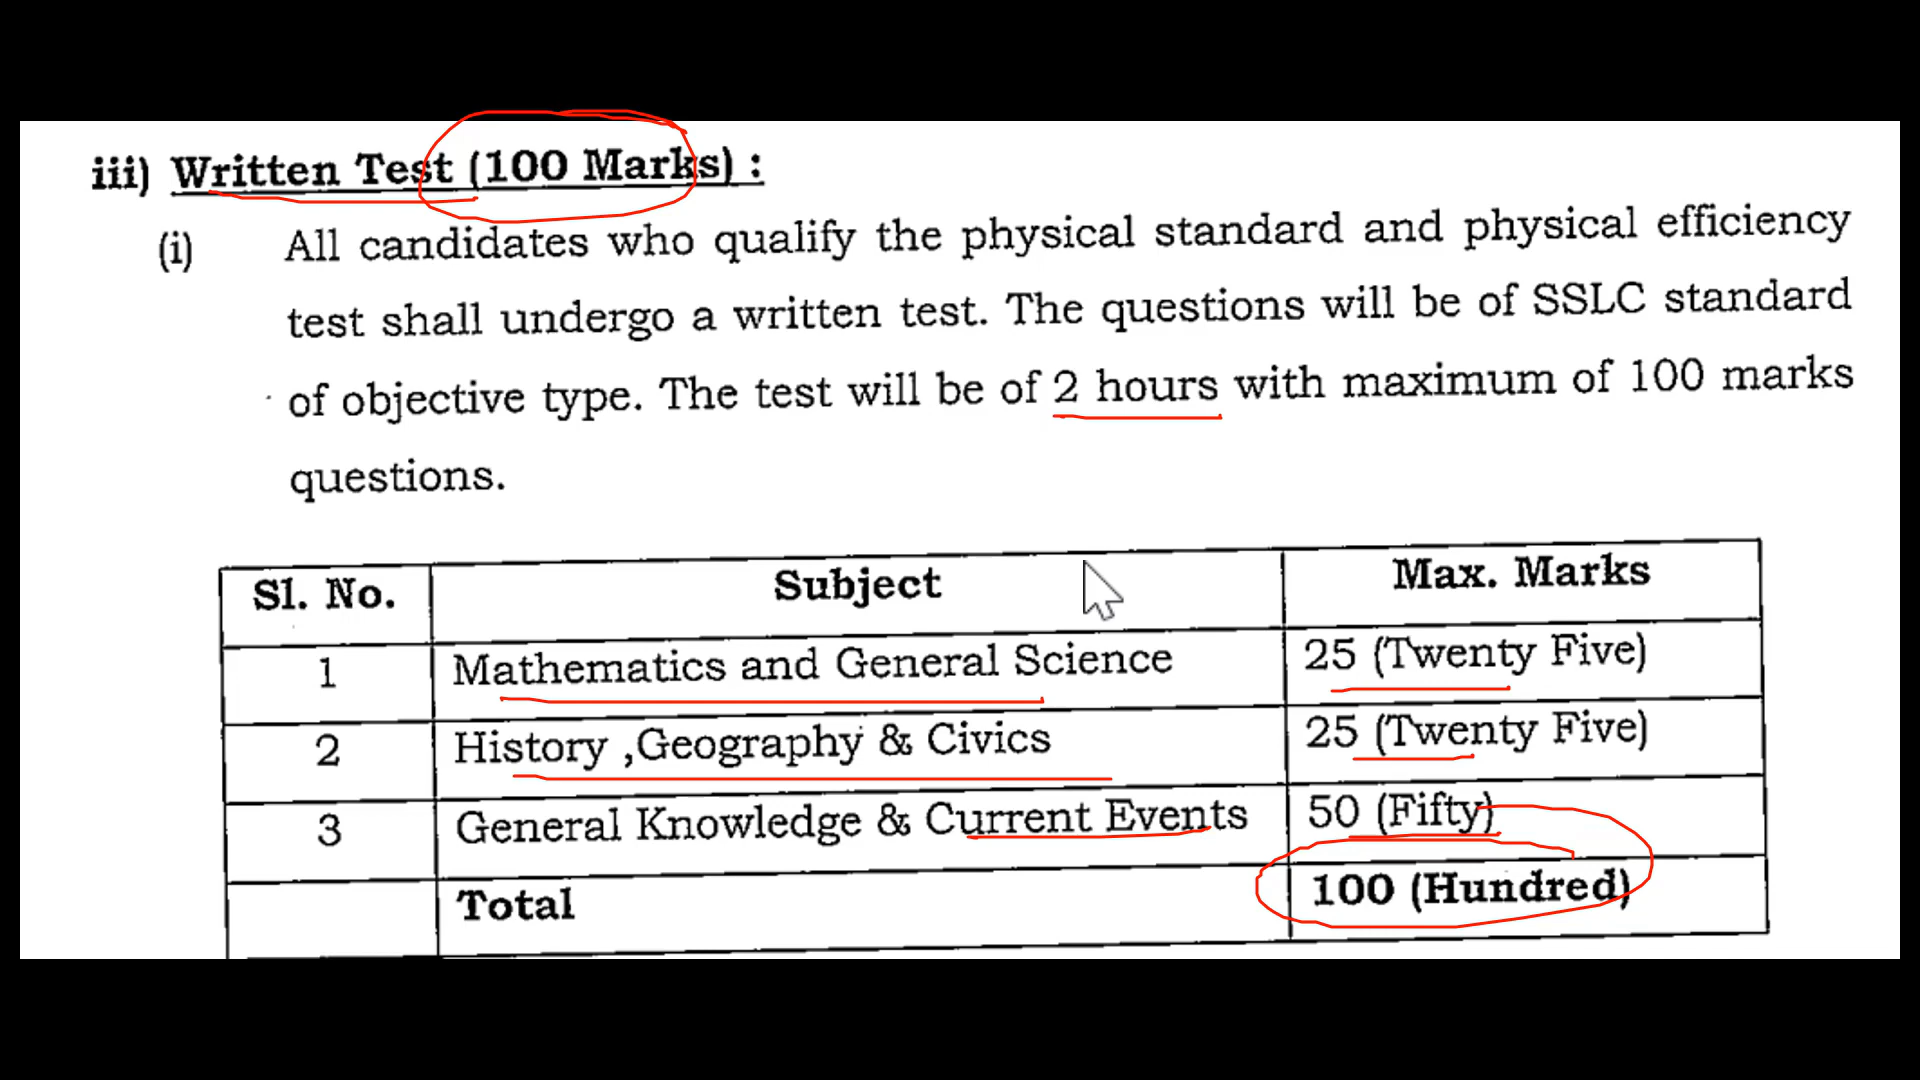 iii) Written Test (100 Marks) :
(i) All candidates who qualify the physical standard and physical efficiency
test shall undergo a written test. The questions will be of SSLC standard
of objective type. The test will be of 2 hours with maximum of 100 marks
questions.
Sl. No. Subject Max. Marks
1 Mathematics and General Science 25 (Twenty Five)
2 History ,Geography & Civics 25 (Twenty Five)
3 General Knowledge & Current Events 50 (Fifty)
Total 100 (Hundred)